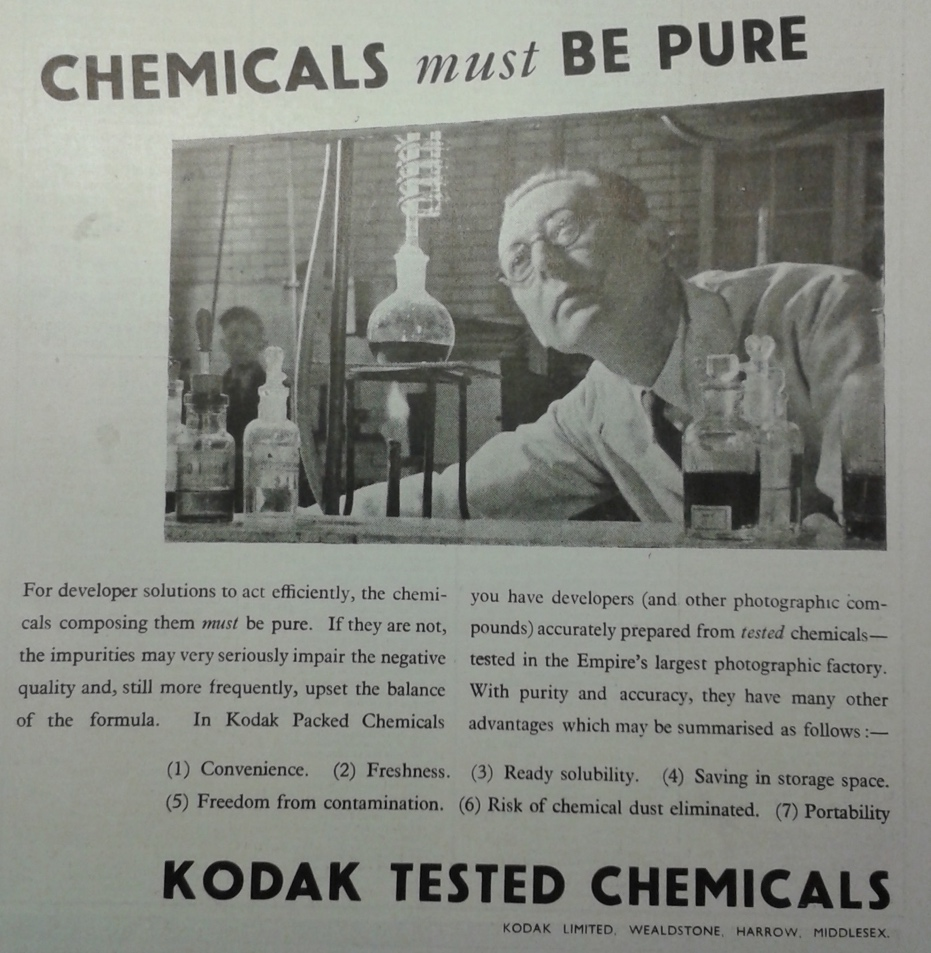 CHEMICALS must BE PURE
For developer solutions to act efficiently, the chemi-
cals composing them must be pure. If they are not,
the impurities may very seriously impair the negative
quality and, still more frequently, upset the balance
of the formula. In Kodak Packed Chemicals
you have developers (and other photographic com-
pounds) accurately prepared from tested chemicals—
tested in the Empire's largest photographic factory.
With purity and accuracy, they have many other
advantages which may be summarised as follows :—
(1) Convenience. (2) Freshness. (3) Ready solubility. (4) Saving in storage space.
(5) Freedom from contamination. (6) Risk of chemical dust eliminated. (7) Portability
KODAK TESTED CHEMICALS
KODAK LIMITED, WEALDSTONE, HARROW, MIDDLESEX.